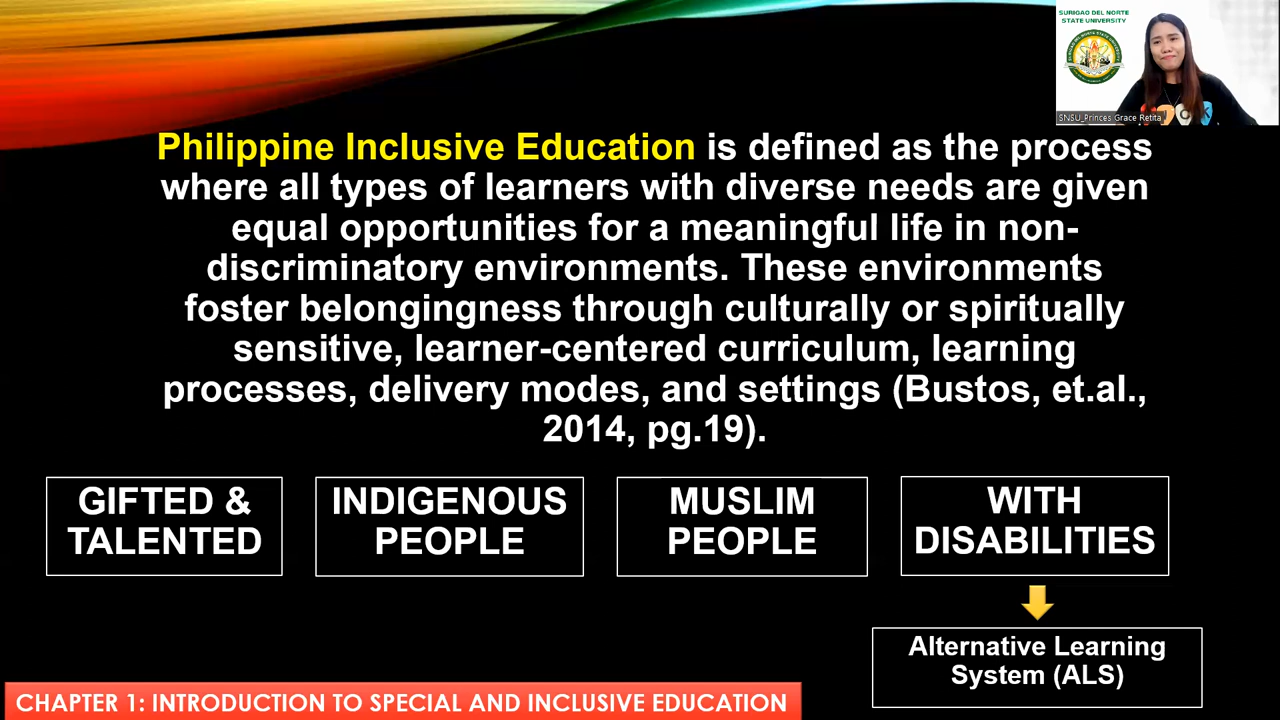 SURIGAO DEL NORTE
STATE UNIVERSITY
SNSU_Princes Grace Retita
Philippine Inclusive Education is defined as the process
where all types of learners with diverse needs are given
equal opportunities for a meaningful life in non-
discriminatory environments. These environments
foster belongingness through culturally or spiritually
sensitive, learner-centered curriculum, learning
processes, delivery modes, and settings (Bustos, et.al.,
2014, pg.19).
GIFTED &
TALENTED
INDIGENOUS
PEOPLE
MUSLIM
PEOPLE
WITH
DISABILITIES
Alternative Learning
System (ALS)
CHAPTER 1: INTRODUCTION TO SPECIAL AND INCLUSIVE EDUCATION